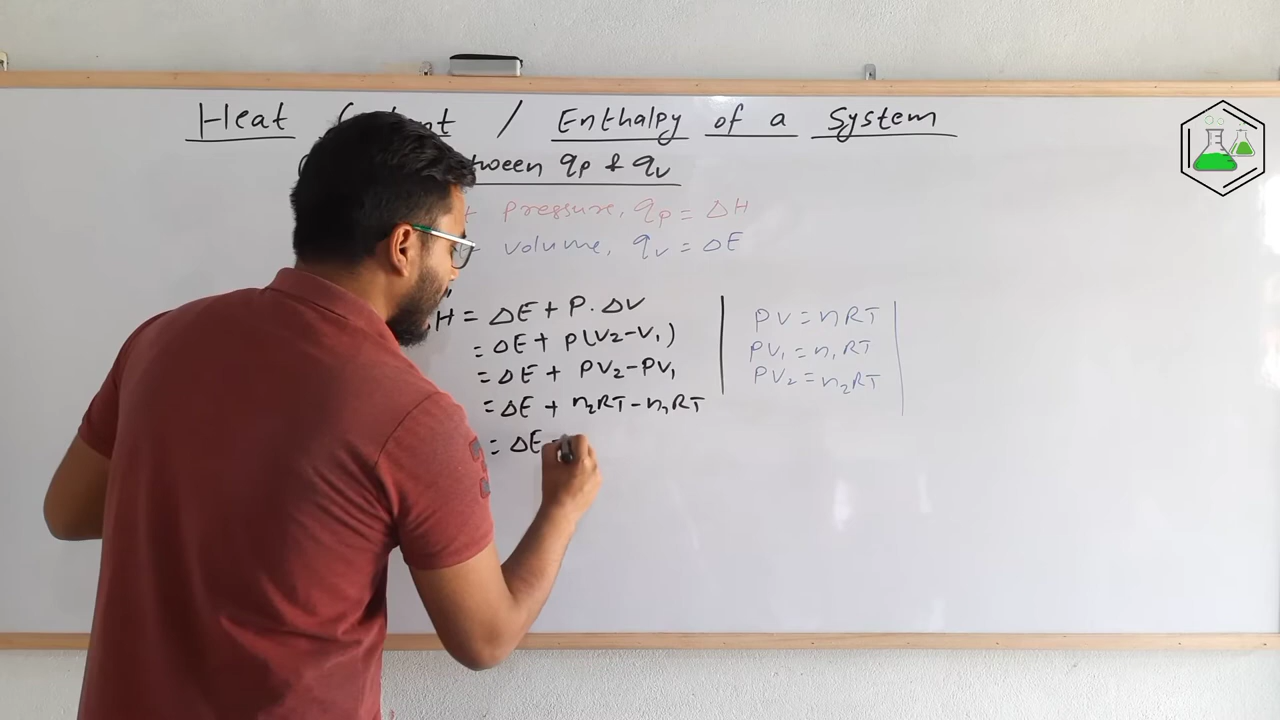 Heat / Enthalpy of a System
qp & qv
pressure, qp = ΔH
volume, qv = ΔE
H = ΔE + P. ΔV
= ΔE + P(V2-V1)
= ΔE + PV2-PV1
= ΔE + n2RT-n1RT
= ΔE
PV = nRT
PV1 = n1RT
PV2 = n2RT